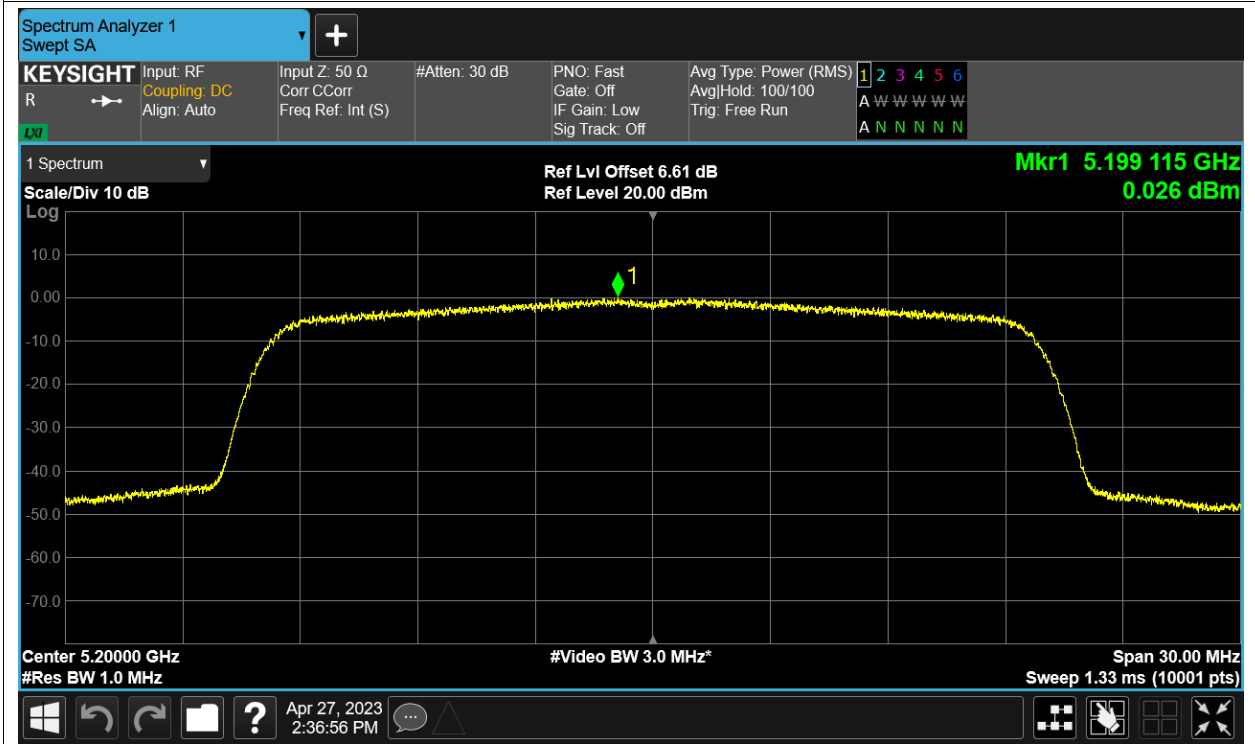 Spectrum Analyzer 1
Swept SA
KEYSIGHT
R
LXI
Input: RF
Coupling: DC
Align: Auto
Input Z: 50 Ω
Corr CCorr
Freq Ref: Int (S)
#Atten: 30 dB
PNO: Fast
Gate: Off
IF Gain: Low
Sig Track: Off
Avg Type: Power (RMS)
Avg|Hold: 100/100
Trig: Free Run
1 2 3 4 5 6
A W W W W W
A N N N N N
1 Spectrum
Scale/Div 10 dB
Log
Ref Lvl Offset 6.61 dB
Ref Level 20.00 dBm
Mkr1 5.199 115 GHz
0.026 dBm
1
10.0
0.00
-10.0
-20.0
-30.0
-40.0
-50.0
-60.0
-70.0
Center 5.20000 GHz
#Res BW 1.0 MHz
#Video BW 3.0 MHz*
Span 30.00 MHz
Sweep 1.33 ms (10001 pts)
?
Apr 27, 2023
2:36:56 PM